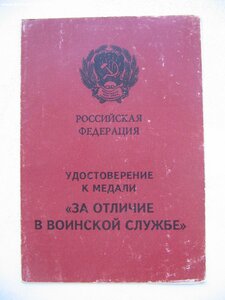 РОССИЙСКАЯ
ФЕДЕРАЦИЯ
УДОСТОВЕРЕНИЕ
К МЕДАЛИ
«ЗА ОТЛИЧИЕ
В ВОИНСКОЙ СЛУЖБЕ»